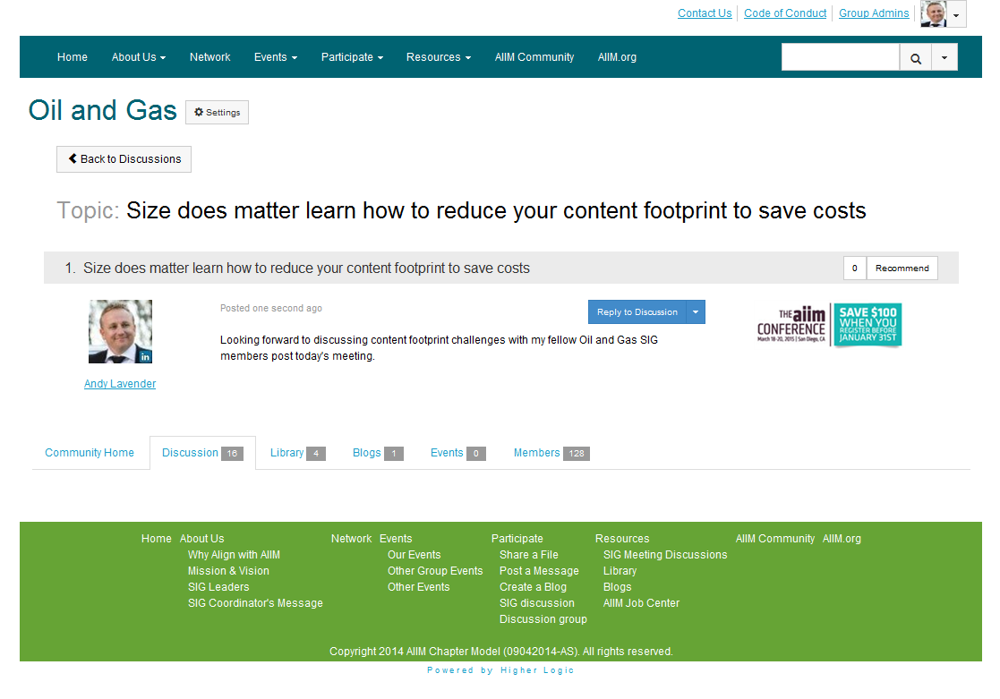 Contact Us Code of Conduct Group Admins
Home About Us Network Events Participate Resources AIIM Community AIIM.org
Oil and Gas Settings
Back to Discussions
Topic: Size does matter learn how to reduce your content footprint to save costs
1. Size does matter learn how to reduce your content footprint to save costs 0 Recommend
Posted one second ago
Reply to Discussion
Looking forward to discussing content footprint challenges with my fellow Oil and Gas SIG
members post today's meeting.
in
Andy Lavender
THE aiim
CONFERENCE
March 18-20, 2015 | San Diego, CA
SAVE $100
WHEN YOU
REGISTER BEFORE
JANUARY 31ST
Community Home Discussion 16 Library 4 Blogs 1 Events 0 Members 128
Home About Us Network Events Participate Resources AIIM Community AIIM.org
Why Align with AIIM Our Events Share a File SIG Meeting Discussions
Mission & Vision Other Group Events Post a Message Library
SIG Leaders Other Events Create a Blog Blogs
SIG Coordinator's Message SIG discussion AIIM Job Center
Discussion group
Copyright 2014 AIIM Chapter Model (09042014-AS). All rights reserved.
Powered by Higher Logic